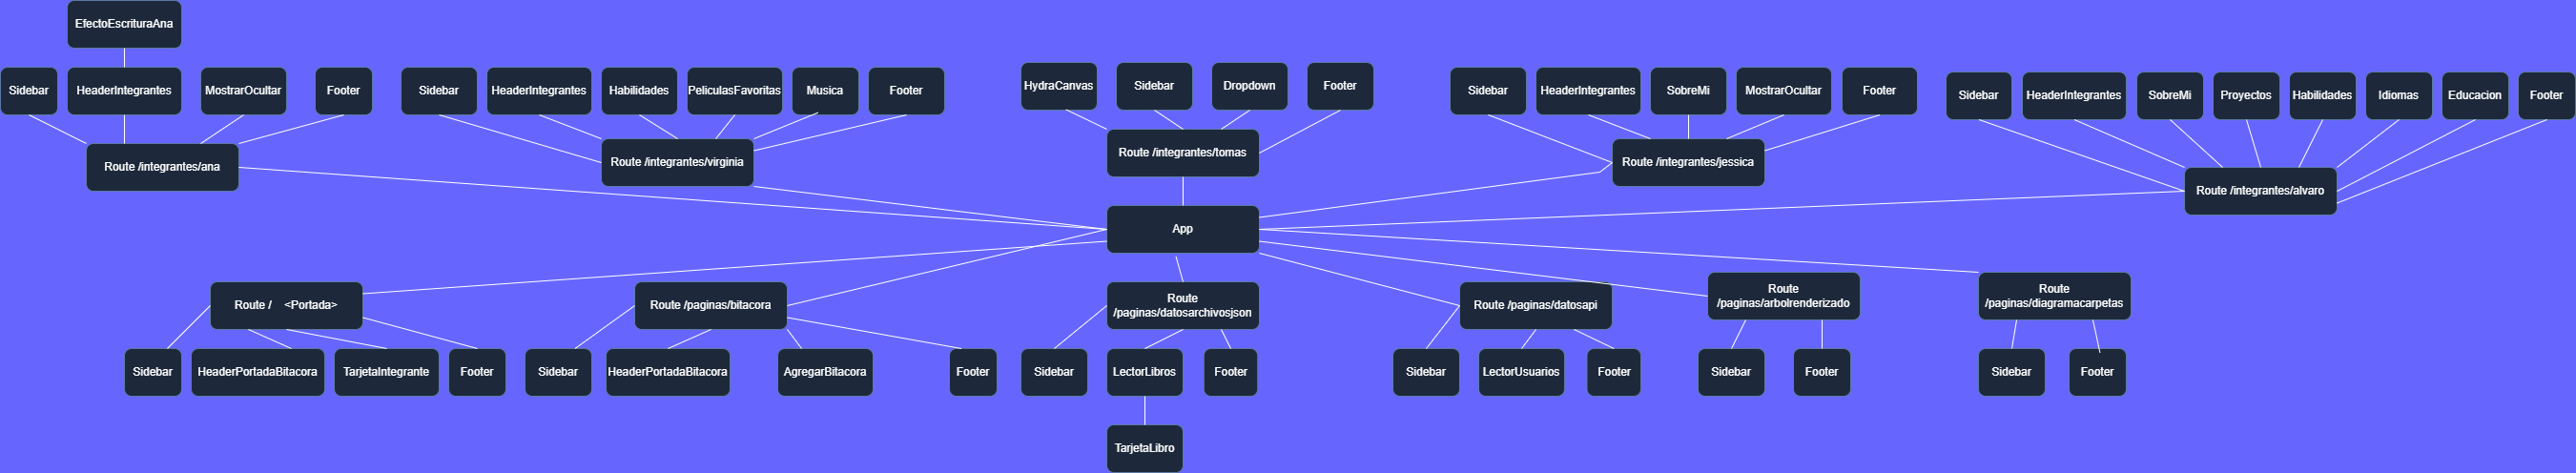 EfectoEscrituraAna
Sidebar
HeaderIntegrantes
MostrarOcultar
Footer
Route /integrantes/ana
Sidebar
HeaderIntegrantes
Habilidades
PeliculasFavoritas
Musica
Footer
Route /integrantes/virginia
HydraCanvas
Sidebar
Dropdown
Footer
Route /integrantes/tomas
Sidebar
HeaderIntegrantes
SobreMi
MostrarOcultar
Footer
Route /integrantes/jessica
Sidebar
HeaderIntegrantes
SobreMi
Proyectos
Habilidades
Idiomas
Educacion
Footer
Route /integrantes/alvaro
App
Route / <Portada>
Sidebar
HeaderPortadaBitacora
TarjetaIntegrante
Footer
Route /paginas/bitacora
Sidebar
HeaderPortadaBitacora
AgregarBitacora
Footer
Route
/paginas/datosarchivosjson
Sidebar
LectorLibros
Footer
TarjetaLibro
Route /paginas/datosapi
Sidebar
LectorUsuarios
Footer
Route
/paginas/arbolrenderizado
Sidebar
Footer
Route
/paginas/diagramacarpetas
Sidebar
Footer